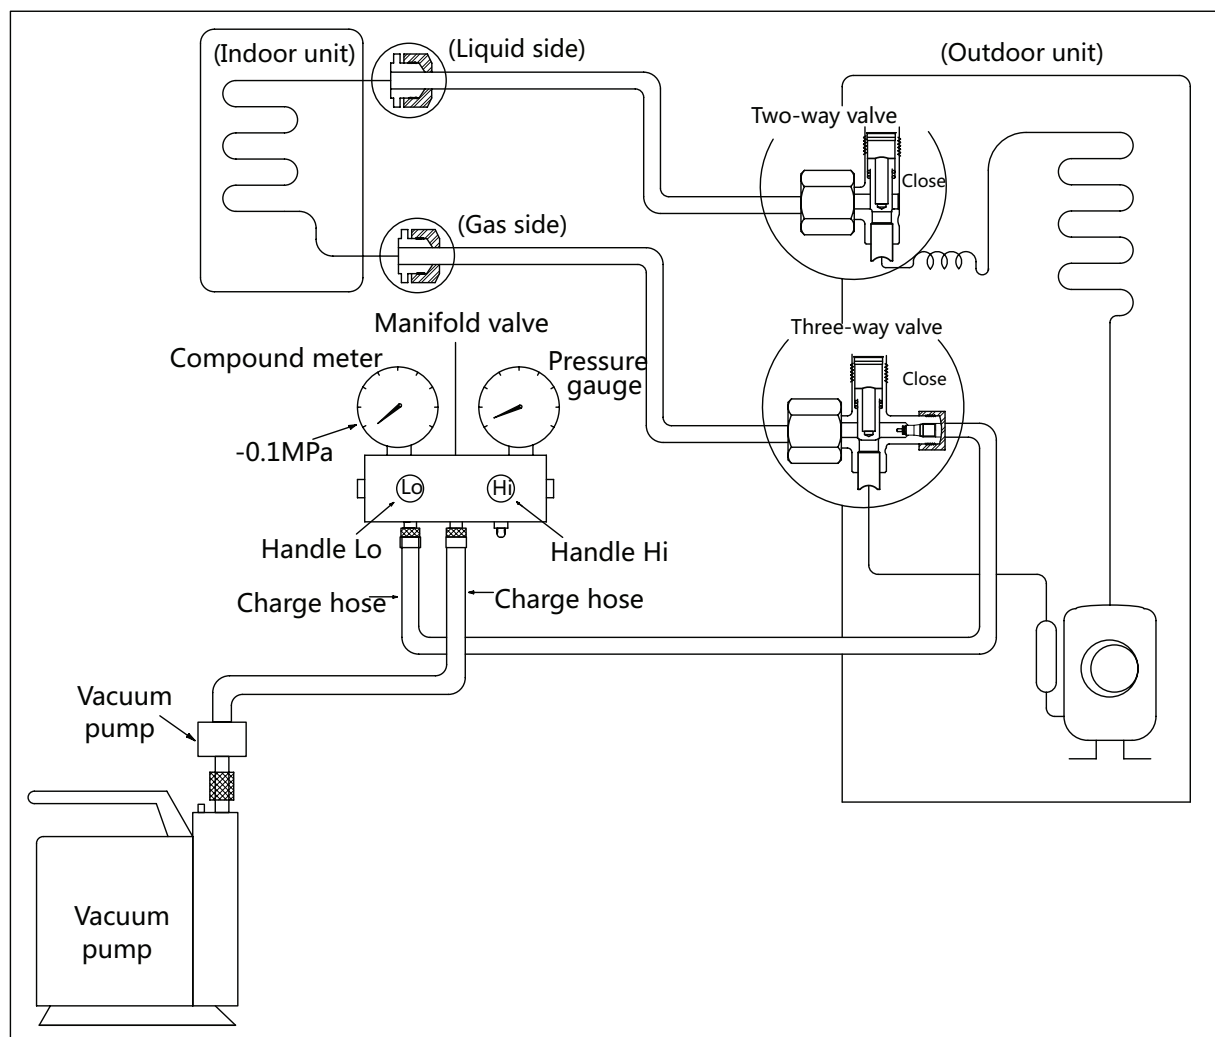 (Indoor unit)
(Liquid side)
(Outdoor unit)
Two-way valve
Close
(Gas side)
Manifold valve
Three-way valve
Compound meter
Pressure
gauge
Close
-0.1MPa
Lo
Hi
Handle Lo
Handle Hi
Charge hose
Charge hose
Vacuum
pump
Vacuum
pump